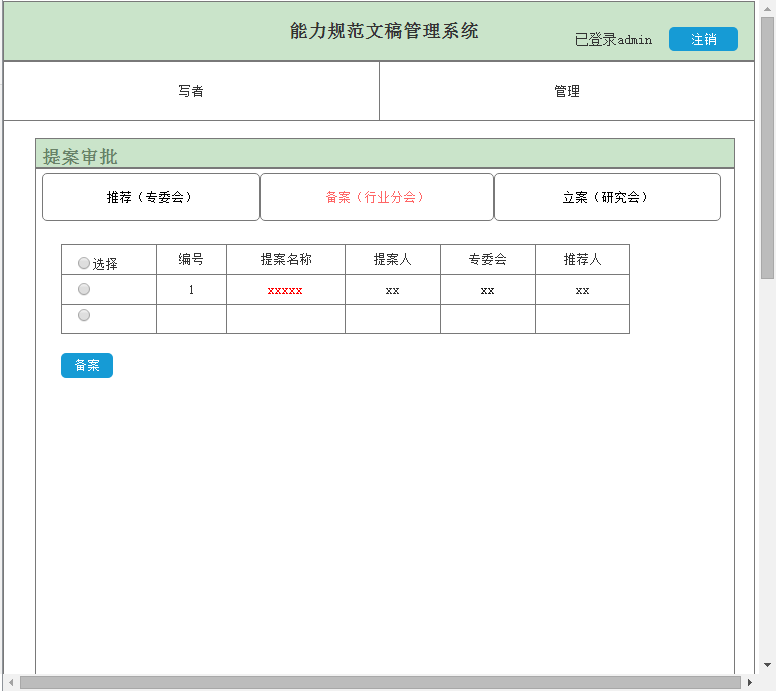 能力规范文稿管理系统
已登录admin 注销
写者 管理
提案审批
推荐（专委会） 备案（行业分会） 立案（研究会）
选择 编号 提案名称 提案人 专委会 推荐人
1 xxxxx xx xx xx
备案